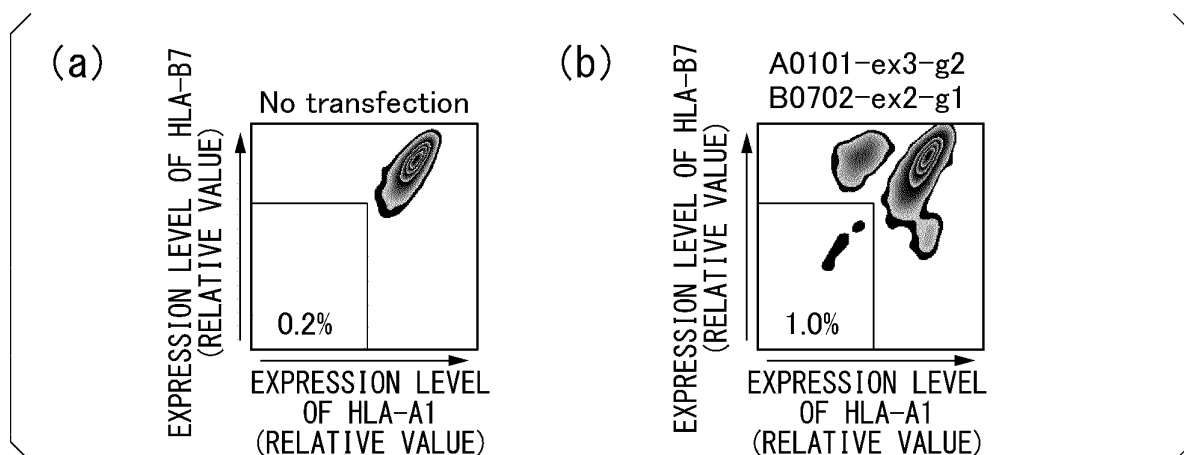 (a)
EXPRESSION LEVEL OF HLA-B7
(RELATIVE VALUE)
No transfection
0.2%
EXPRESSION LEVEL
OF HLA-A1
(RELATIVE VALUE)
(b)
EXPRESSION LEVEL OF HLA-B7
(RELATIVE VALUE)
A0101-ex3-g2
B0702-ex2-g1
1.0%
EXPRESSION LEVEL
OF HLA-A1
(RELATIVE VALUE)